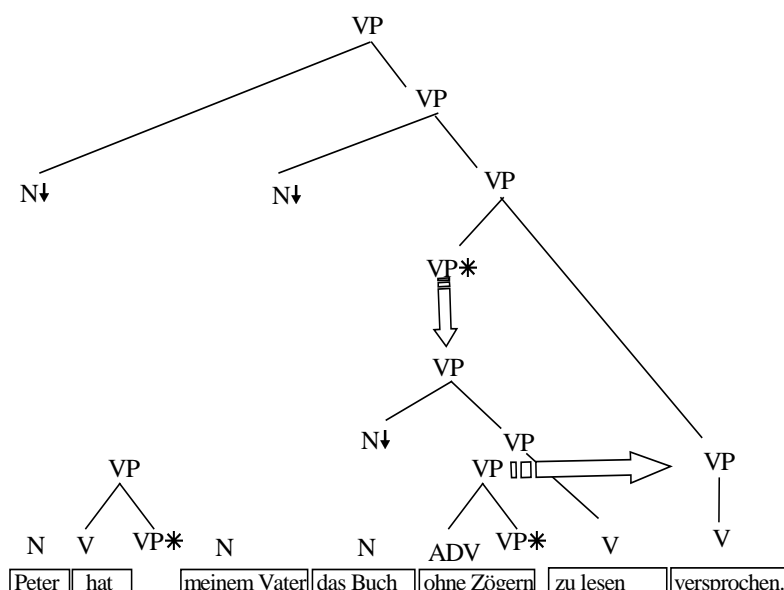 VP
VP
N↓ N↓ VP
VP*
VP
N↓ VP
VP VP VP
N V VP* N N ADV VP* V V
Peter hat meinem Vater das Buch ohne Zögern zu lesen versprochen.